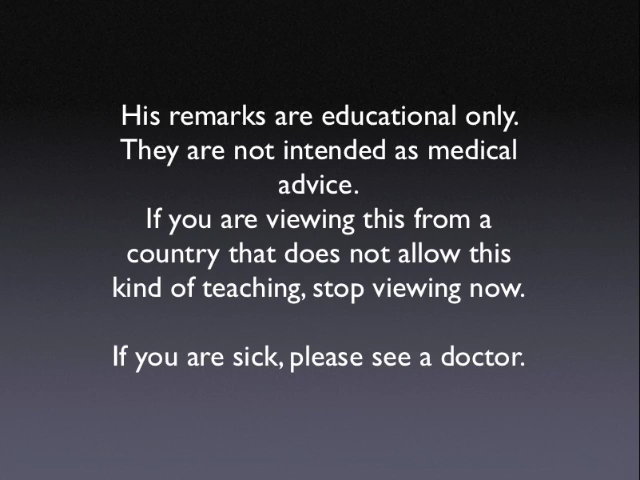 His remarks are educational only.
They are not intended as medical
advice.
If you are viewing this from a
country that does not allow this
kind of teaching, stop viewing now.
If you are sick, please see a doctor.